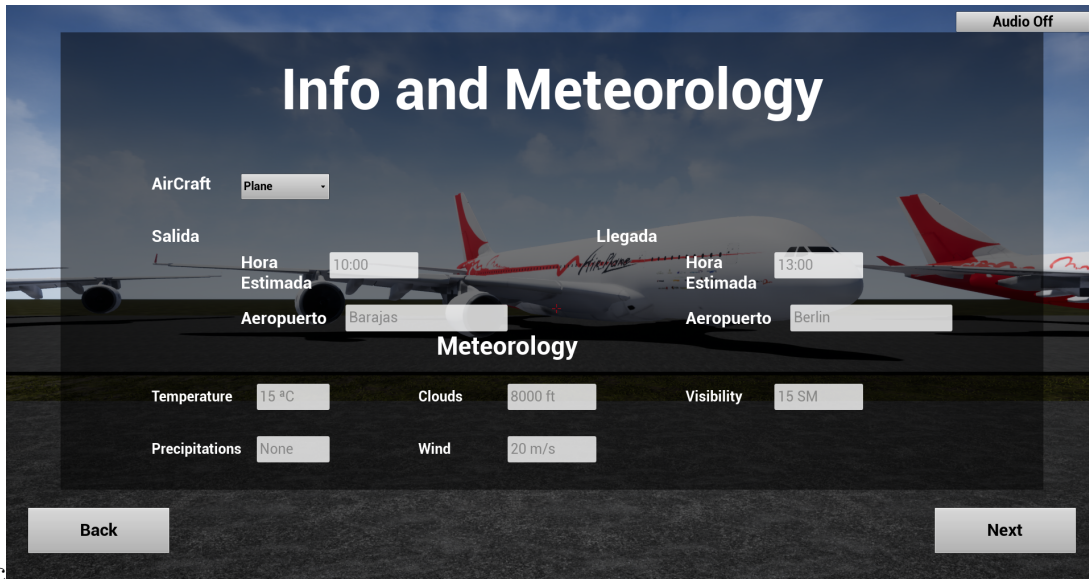 Audio Off
Info and Meteorology
AirCraft Plane
Salida Llegada
Hora Estimada 10:00 Hora Estimada 13:00
Aeropuerto Barajas Aeropuerto Berlin
Meteorology
Temperature 15 ªC Clouds 8000 ft Visibility 15 SM
Precipitations None Wind 20 m/s
Back Next
AirPlane